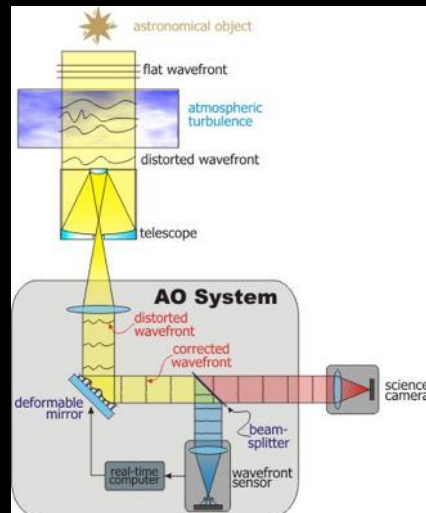 astronomical object
flat wavefront
atmospheric
turbulence
distorted wavefront
telescope
AO System
distorted
wavefront
corrected
wavefront
deformable
mirror
science
camera
beam-
splitter
real-time
computer
wavefront
sensor